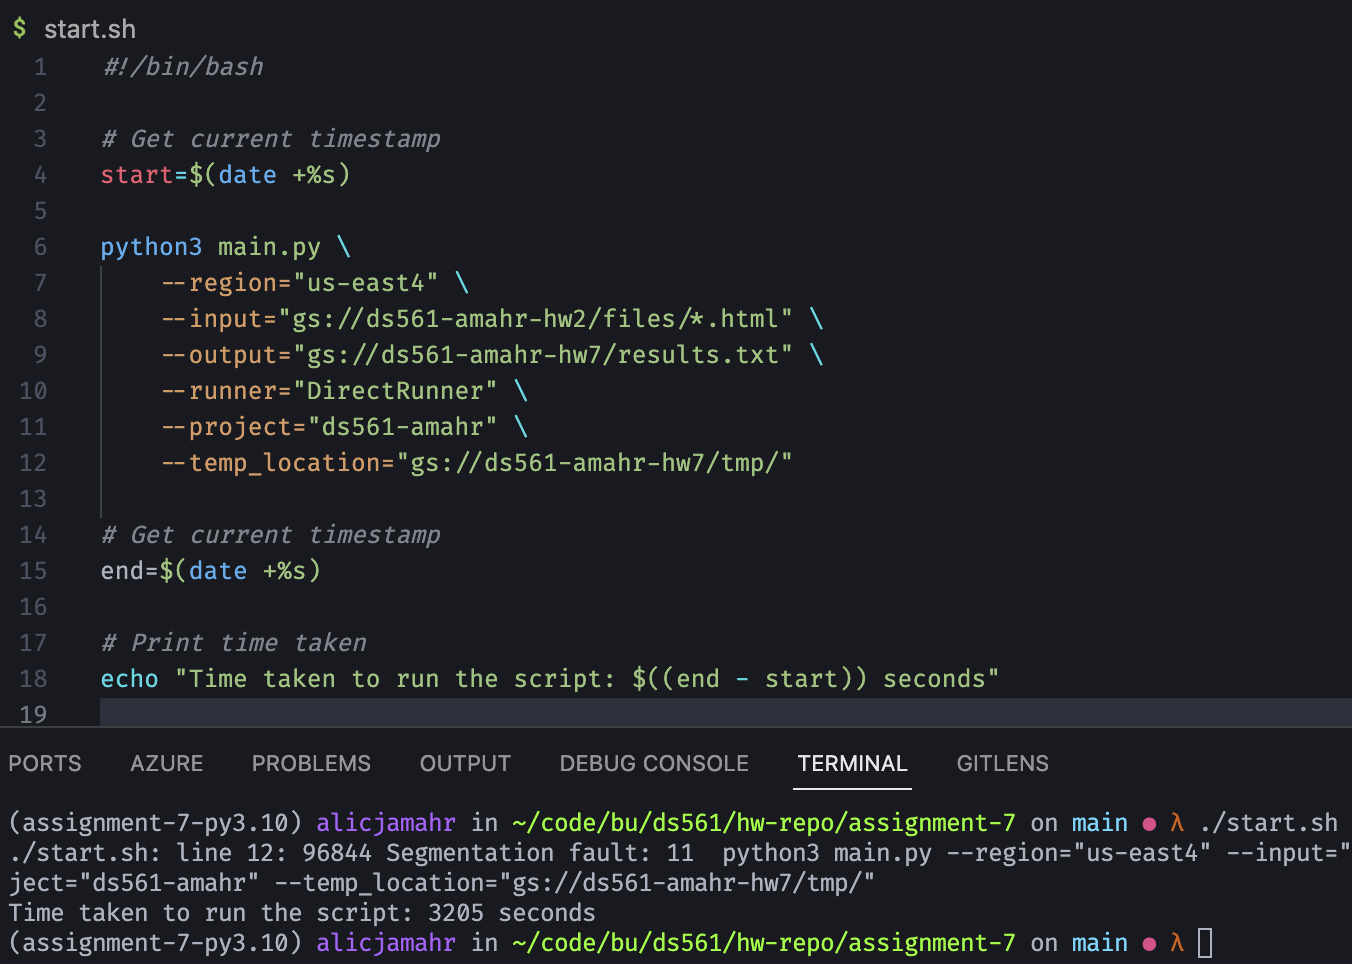 $ start.sh
1 #!/bin/bash
2
3 # Get current timestamp
4 start=$(date +%s)
5
6 python3 main.py \
7 --region="us-east4" \
8 --input="gs://ds561-amahr-hw2/files/*.html" \
9 --output="gs://ds561-amahr-hw7/results.txt" \
10 --runner="DirectRunner" \
11 --project="ds561-amahr" \
12 --temp_location="gs://ds561-amahr-hw7/tmp/"
13
14 # Get current timestamp
15 end=$(date +%s)
16
17 # Print time taken
18 echo "Time taken to run the script: $((end - start)) seconds"
19
PORTS AZURE PROBLEMS OUTPUT DEBUG CONSOLE TERMINAL GITLENS
(assignment-7-py3.10) alicjamahr in ~/code/bu/ds561/hw-repo/assignment-7 on main ● λ ./start.sh
./start.sh: line 12: 96844 Segmentation fault: 11  python3 main.py --region="us-east4" --input="
ject="ds561-amahr" --temp_location="gs://ds561-amahr-hw7/tmp/"
Time taken to run the script: 3205 seconds
(assignment-7-py3.10) alicjamahr in ~/code/bu/ds561/hw-repo/assignment-7 on main ● λ